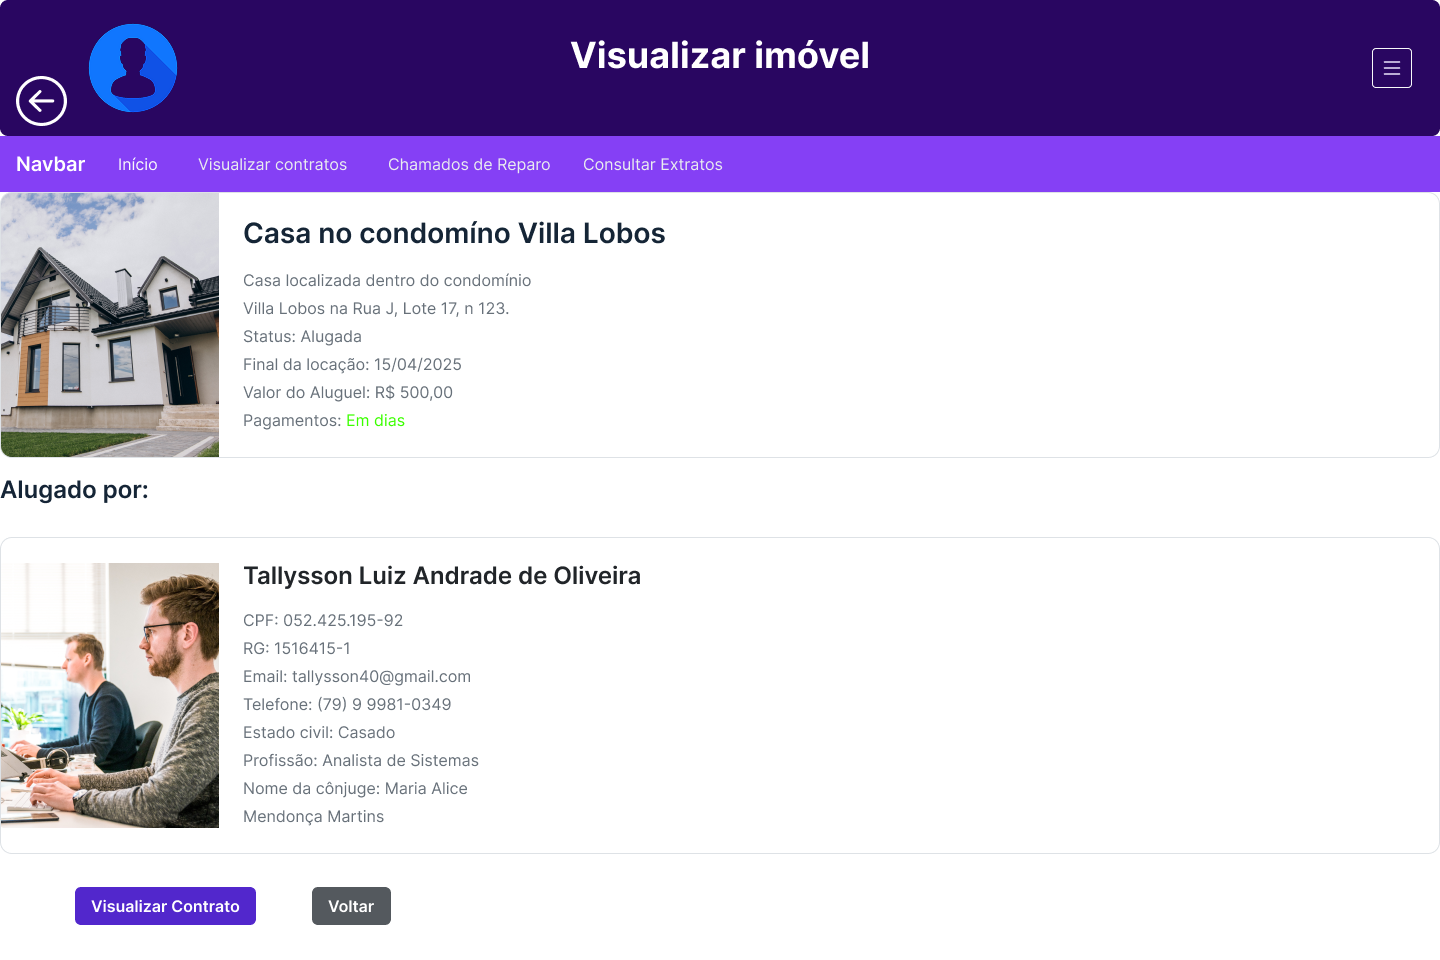 Visualizar imóvel
Navbar
Início
Visualizar contratos
Chamados de Reparo
Consultar Extratos
Casa no condomíno Villa Lobos
Casa localizada dentro do condomínio
Villa Lobos na Rua J, Lote 17, n 123.
Status: Alugada
Final da locação: 15/04/2025
Valor do Aluguel: R$ 500,00
Pagamentos: Em dias
Alugado por:
Tallysson Luiz Andrade de Oliveira
CPF: 052.425.195-92
RG: 1516415-1
Email: tallysson40@gmail.com
Telefone: (79) 9 9981-0349
Estado civil: Casado
Profissão: Analista de Sistemas
Nome da cônjuge: Maria Alice
Mendonça Martins
Visualizar Contrato
Voltar